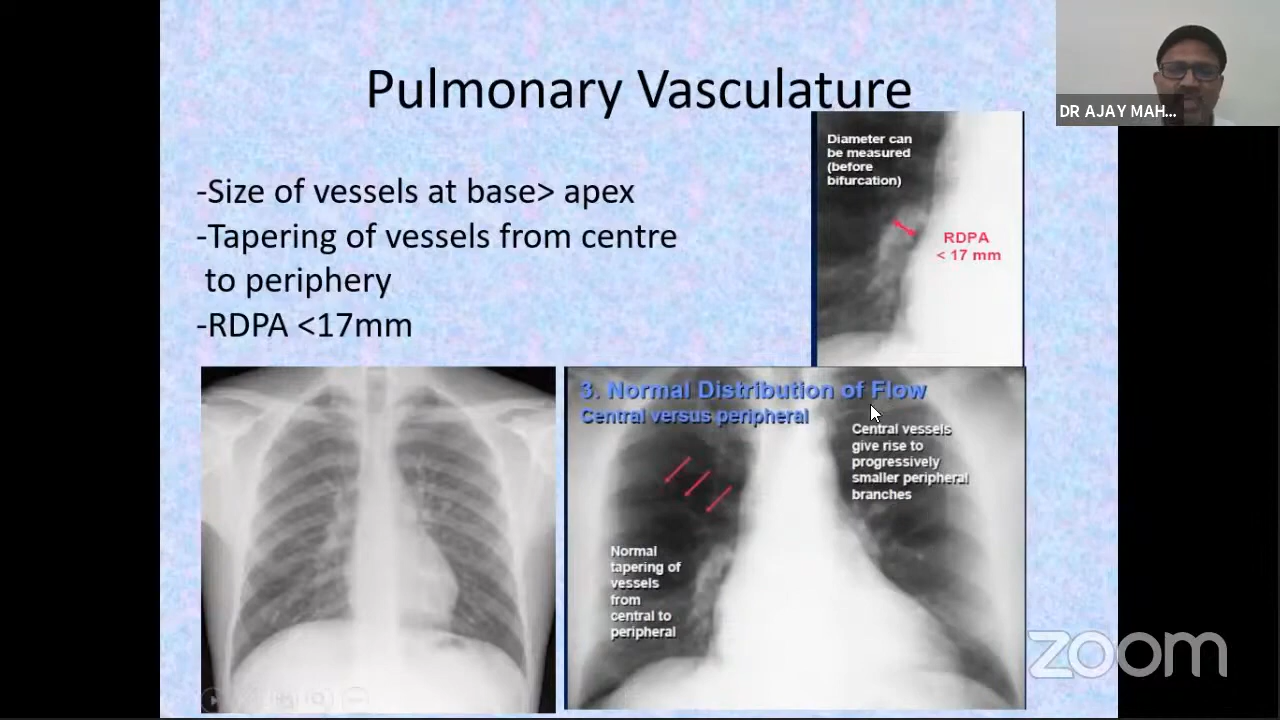 Pulmonary Vasculature
DR AJAY MAH...
-Size of vessels at base> apex
-Tapering of vessels from centre
to periphery
-RDPA <17mm
Diameter can
be measured
(before
bifurcation)
RDPA
< 17 mm
3. Normal Distribution of Flow
Central versus peripheral
Central vessels
give rise to
progressively
smaller peripheral
branches
Normal
tapering of
vessels
from
central to
peripheral
zoom